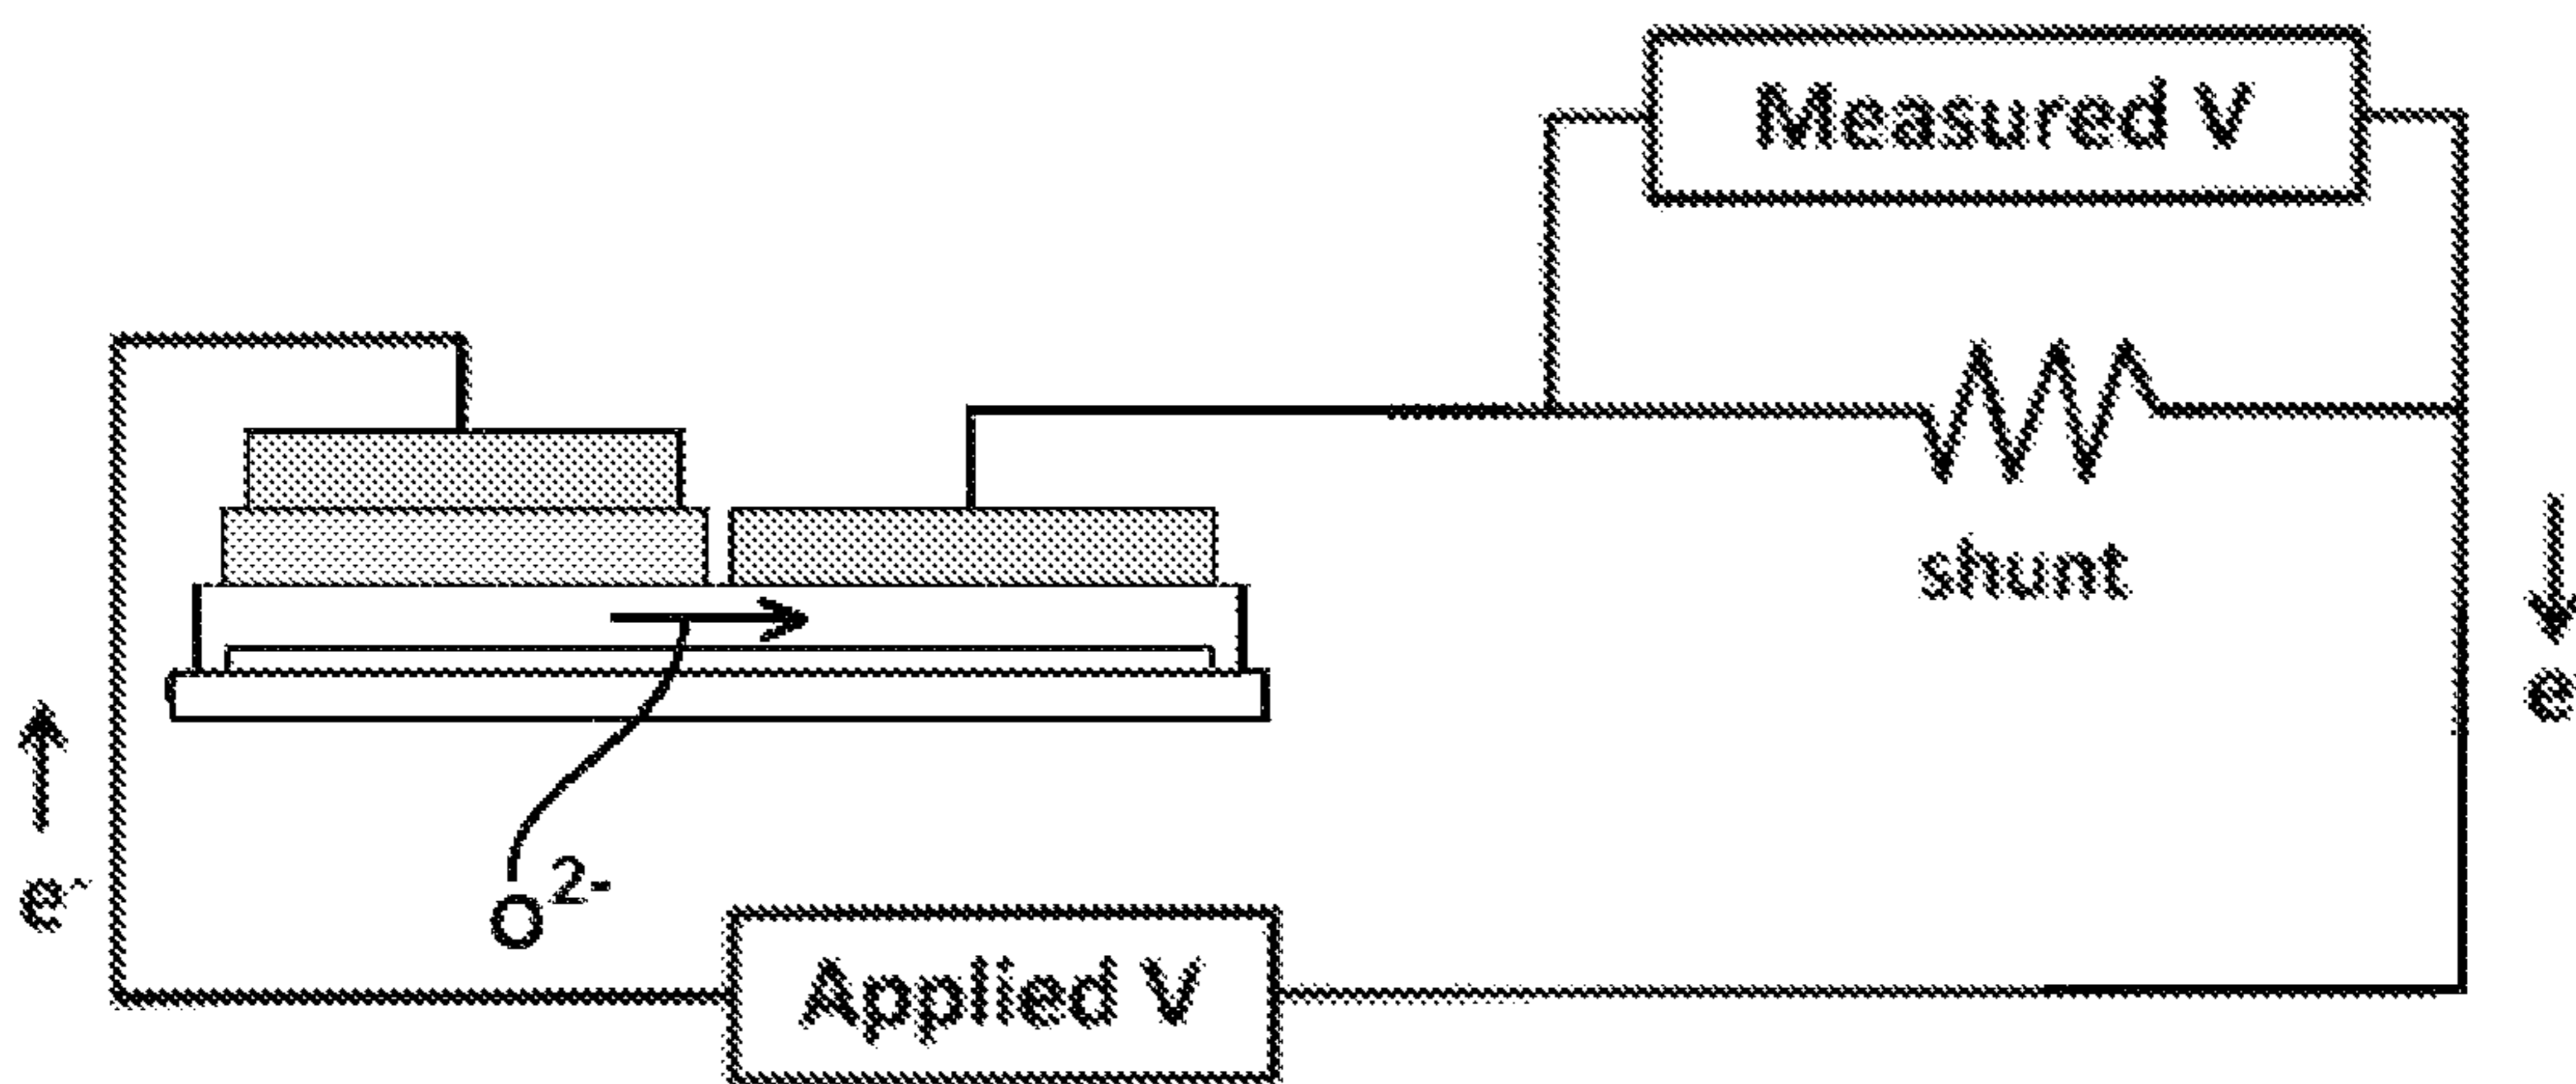 Measured V
shunt
e
e-
O2-
Applied V